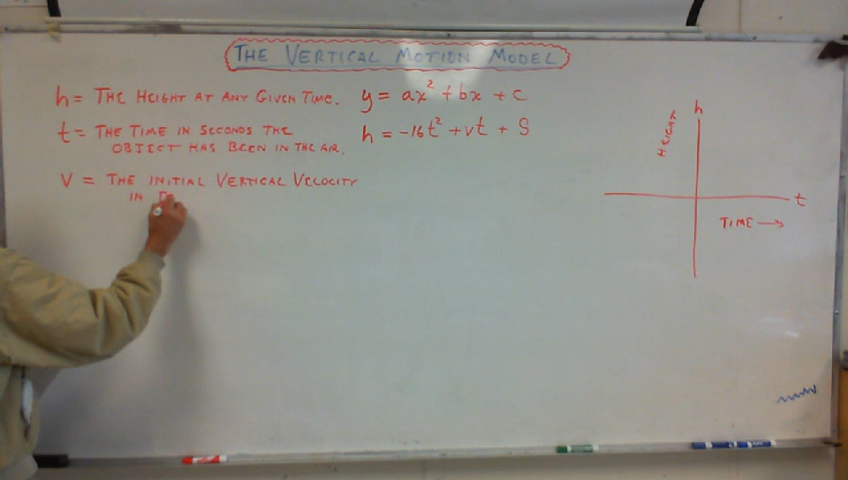 THE VERTICAL MOTION MODEL
h = THE HEIGHT AT ANY GIVEN TIME.
y = ax² + bx + c
t = THE TIME IN SECONDS THE
OBJECT HAS BEEN IN THE AIR.
h = -16t² + vt + S
V = THE INITIAL VERTICAL VELOCITY
IN
h
HEIGHT
t
TIME →